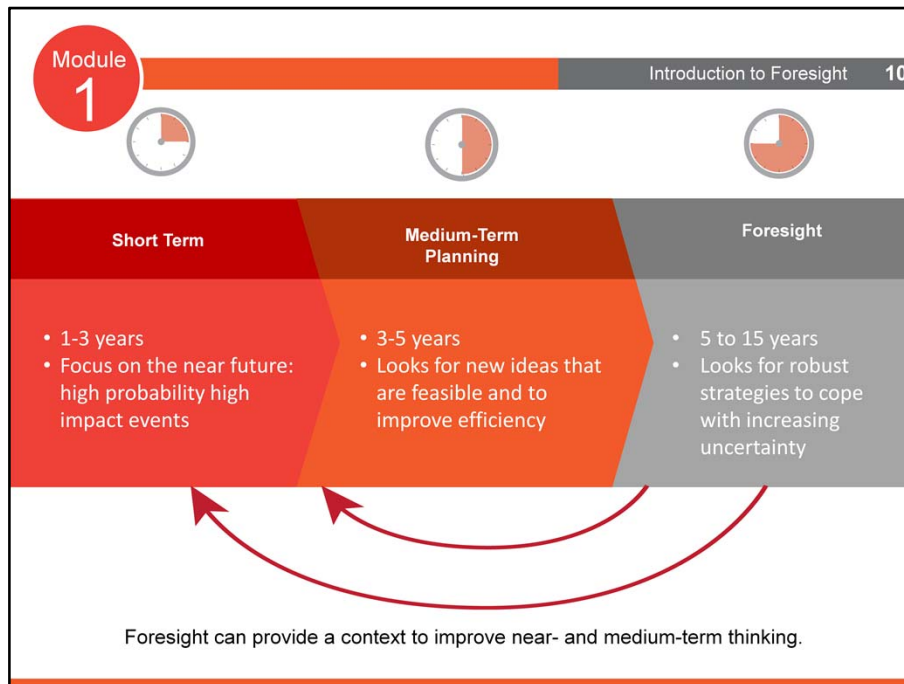 Module
1
Introduction to Foresight 10
Short Term
Medium-Term
Planning
Foresight
• 1-3 years
• Focus on the near future:
high probability high
impact events
• 3-5 years
• Looks for new ideas that
are feasible and to
improve efficiency
• 5 to 15 years
• Looks for robust
strategies to cope
with increasing
uncertainty
Foresight can provide a context to improve near- and medium-term thinking.